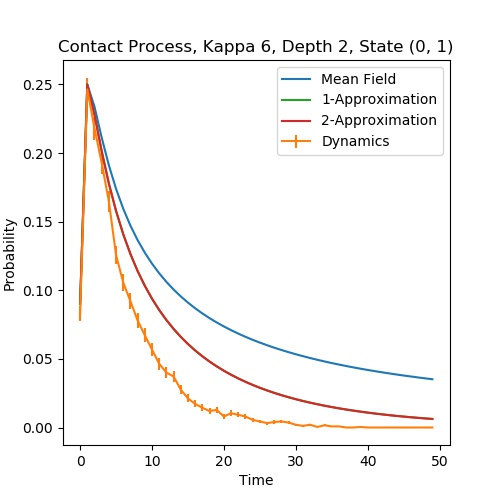 Contact Process, Kappa 6, Depth 2, State (0, 1)
Mean Field
1-Approximation
2-Approximation
Dynamics
0.25
0.20
0.15
0.10
0.05
0.00
Probability
0 10 20 30 40 50
Time